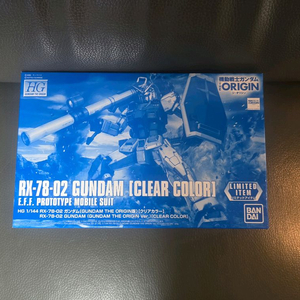 HG
機動戦士ガンダム
THE ORIGIN
RX-78-02 GUNDAM [CLEAR COLOR]
E.F.F. PROTOTYPE MOBILE SUIT
HG 1/144 RX-78-02 ガンダム(GUNDAM THE ORIGIN版)[クリアカラー]
RX-78-02 GUNDAM (GUNDAM THE ORIGIN Ver.)[CLEAR COLOR]
LIMITED
ITEM
BAN
DAI